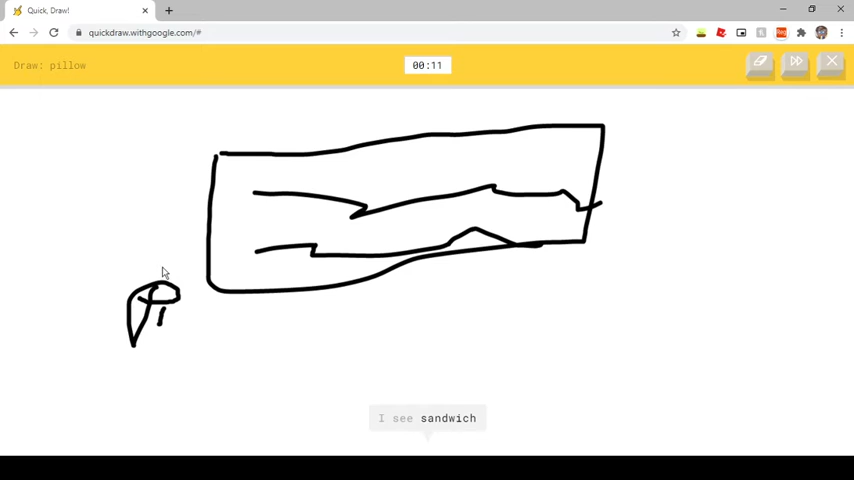 Quick, Draw!
quickdraw.withgoogle.com/#
Draw: pillow
00:11
I see sandwich